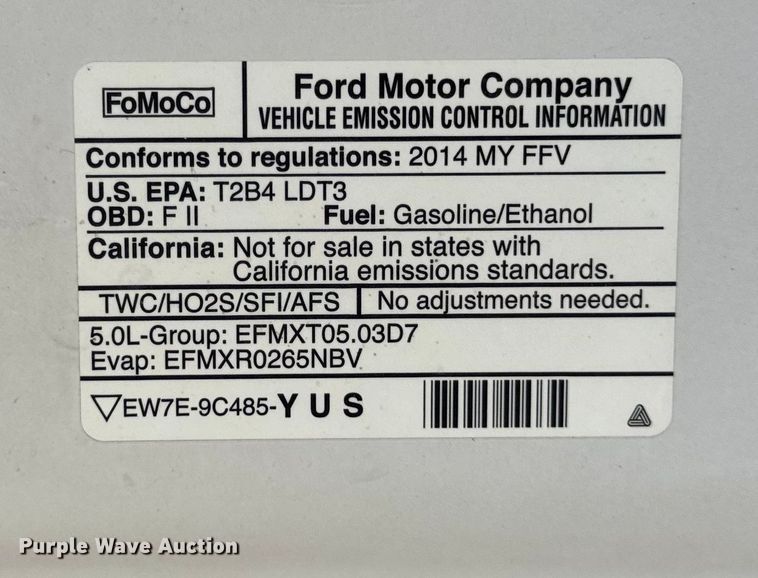 FoMoCo
Ford Motor Company
VEHICLE EMISSION CONTROL INFORMATION
Conforms to regulations: 2014 MY FFV
U.S. EPA: T2B4 LDT3
OBD: F II Fuel: Gasoline/Ethanol
California: Not for sale in states with
California emissions standards.
TWC/HO2S/SFI/AFS No adjustments needed.
5.0L-Group: EFMXT05.03D7
Evap: EFMXR0265NBV
EW7E-9C485-Y U S
Purple Wave Auction